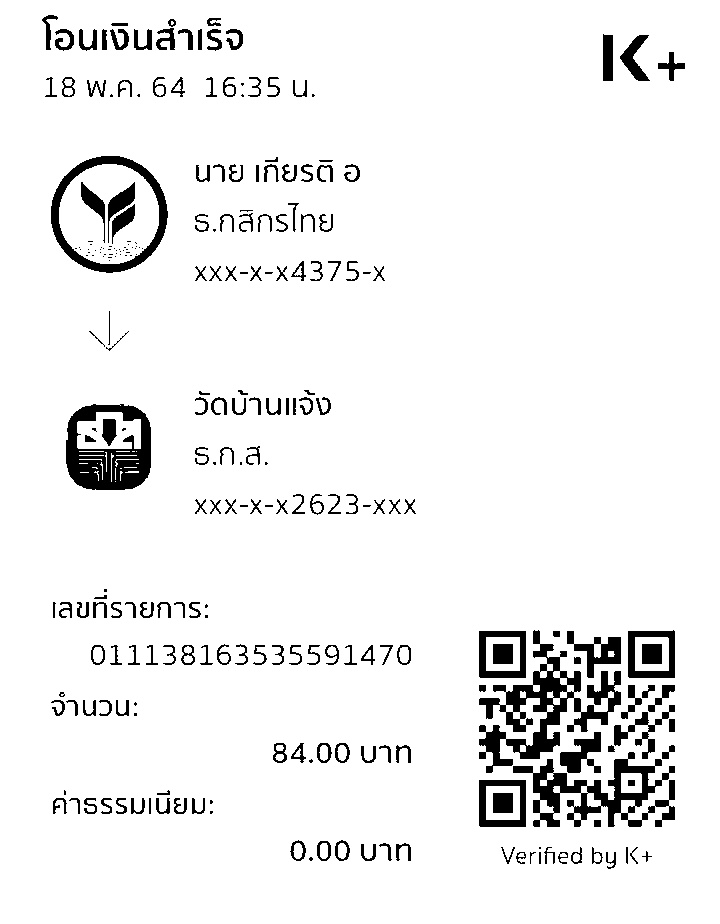 โอนเงินสำเร็จ
18 พ.ค. 64 16:35 น.
K+
นาย เกียรติ อ
ธ.กสิกรไทย
xxx-x-x4375-x
วัดบ้านแจ้ง
ธ.ก.ส.
xxx-x-x2623-xxx
เลขที่รายการ:
011138163535591470
จำนวน:
84.00 บาท
ค่าธรรมเนียม:
0.00 บาท
Verified by K+